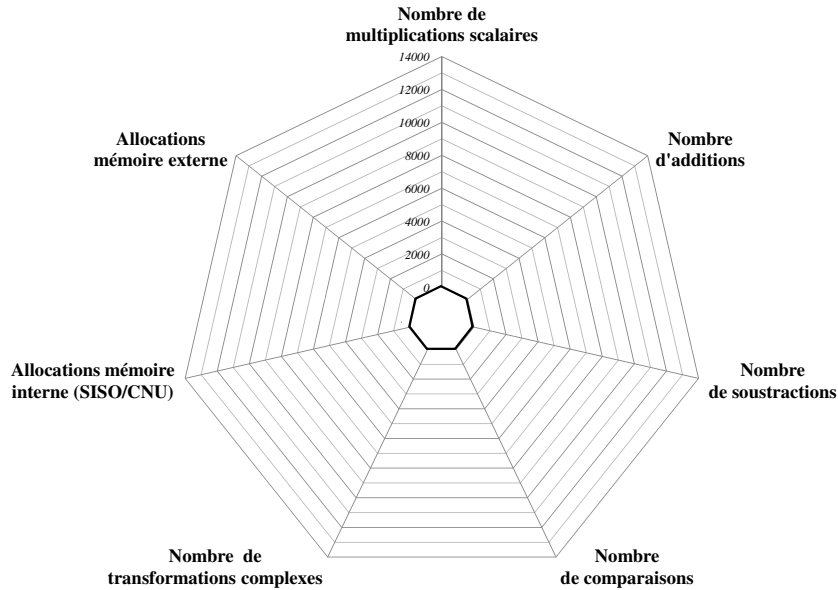 Nombre de
multiplications scalaires
14000
12000
10000
8000
6000
4000
2000
0
Nombre
d'additions
Nombre
de soustractions
Nombre
de comparaisons
Nombre de
transformations complexes
Allocations mémoire
interne (SISO/CNU)
Allocations
mémoire externe